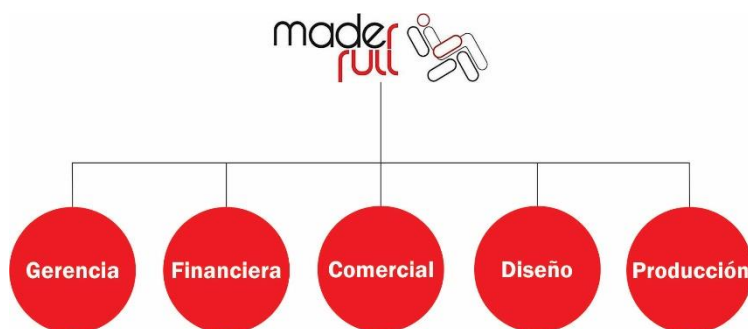 mader
rull
Gerencia
Financiera
Comercial
Diseño
Producción